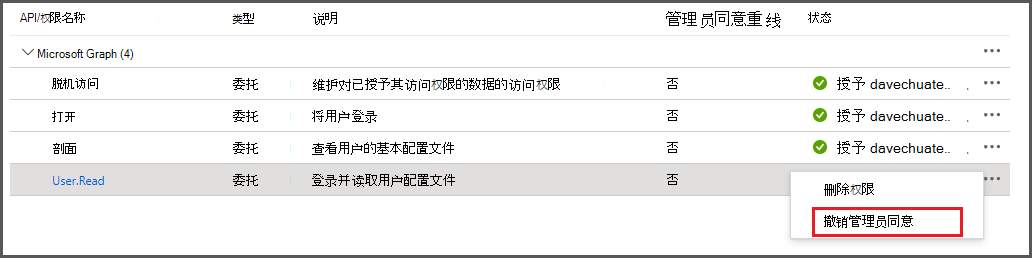 API/权限名称 类型 说明 管理员同意重线 状态
Microsoft Graph (4)
脱机访问 委托 维护对已授予其访问权限的数据的访问权限 否 授予 davechuate..
打开 委托 将用户登录 否 授予 davechuate..
剖面 委托 查看用户的基本配置文件 否 授予 davechuate..
User.Read 委托 登录并读取用户配置文件 否
删除权限
撤销管理员同意